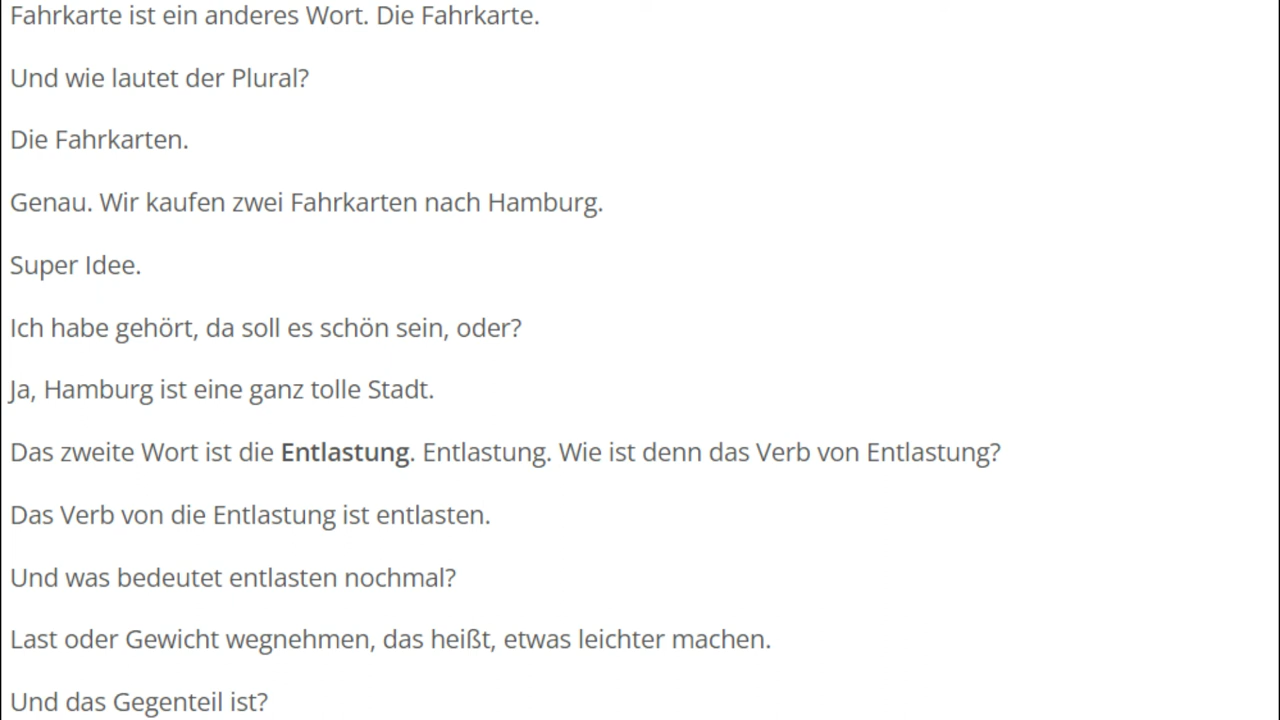 Fahrkarte ist ein anderes Wort. Die Fahrkarte.
Und wie lautet der Plural?
Die Fahrkarten.
Genau. Wir kaufen zwei Fahrkarten nach Hamburg.
Super Idee.
Ich habe gehört, da soll es schön sein, oder?
Ja, Hamburg ist eine ganz tolle Stadt.
Das zweite Wort ist die Entlastung. Entlastung. Wie ist denn das Verb von Entlastung?
Das Verb von die Entlastung ist entlasten.
Und was bedeutet entlasten nochmal?
Last oder Gewicht wegnehmen, das heißt, etwas leichter machen.
Und das Gegenteil ist?